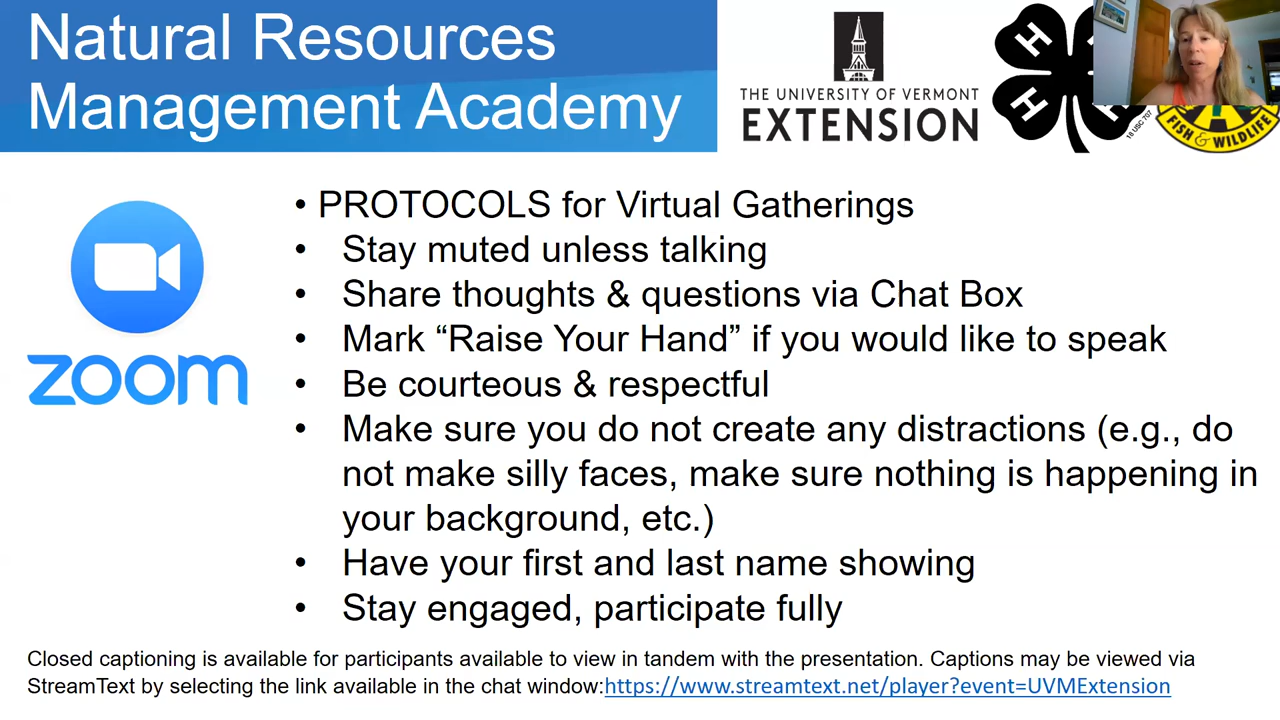 Natural Resources
Management Academy
THE UNIVERSITY OF VERMONT
EXTENSION
H
H
18 USC 707
FISH & WILDLIFE
zoom
• PROTOCOLS for Virtual Gatherings
• Stay muted unless talking
• Share thoughts & questions via Chat Box
• Mark “Raise Your Hand” if you would like to speak
• Be courteous & respectful
• Make sure you do not create any distractions (e.g., do
not make silly faces, make sure nothing is happening in
your background, etc.)
• Have your first and last name showing
• Stay engaged, participate fully
Closed captioning is available for participants available to view in tandem with the presentation. Captions may be viewed via
StreamText by selecting the link available in the chat window:https://www.streamtext.net/player?event=UVMExtension